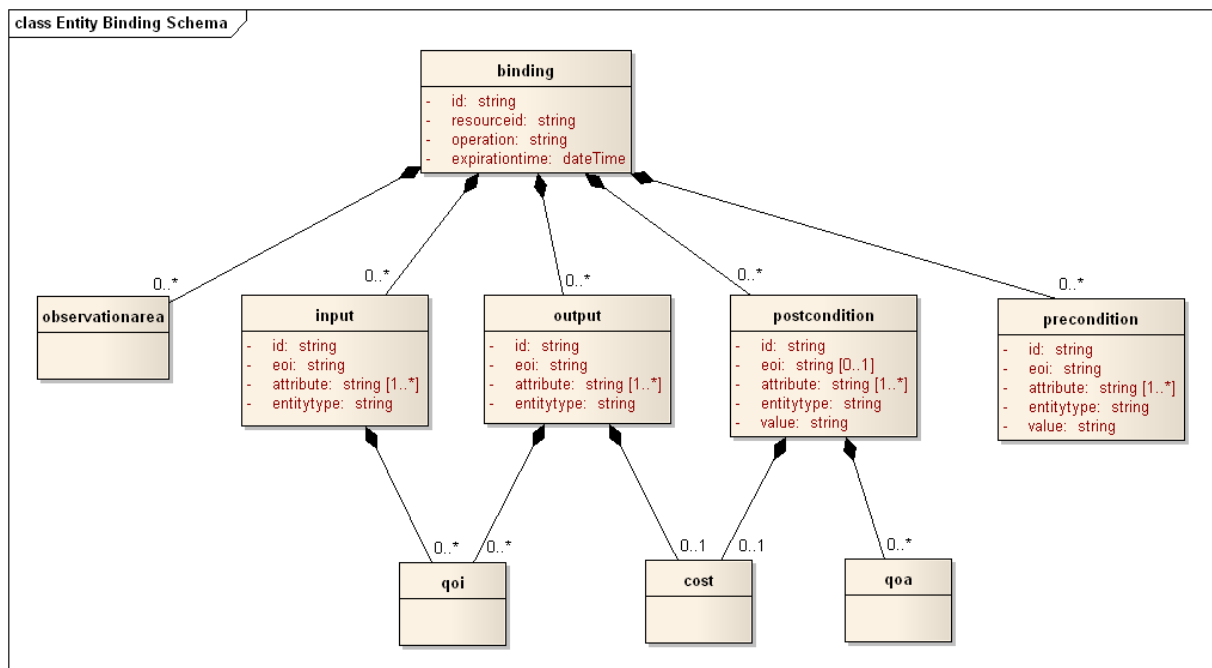 class Entity Binding Schema
binding
- id: string
- resourceid: string
- operation: string
- expirationtime: dateTime
0..*
0..*
0..*
0..*
0..*
observationarea
input
- id: string
- eoi: string
- attribute: string [1..*]
- entitytype: string
output
- id: string
- eoi: string
- attribute: string [1..*]
- entitytype: string
postcondition
- id: string
- eoi: string [0..1]
- attribute: string [1..*]
- entitytype: string
- value: string
precondition
- id: string
- eoi: string
- attribute: string [1..*]
- entitytype: string
- value: string
0..*
0..*
0..1
0..1
0..*
qoi
cost
qoa